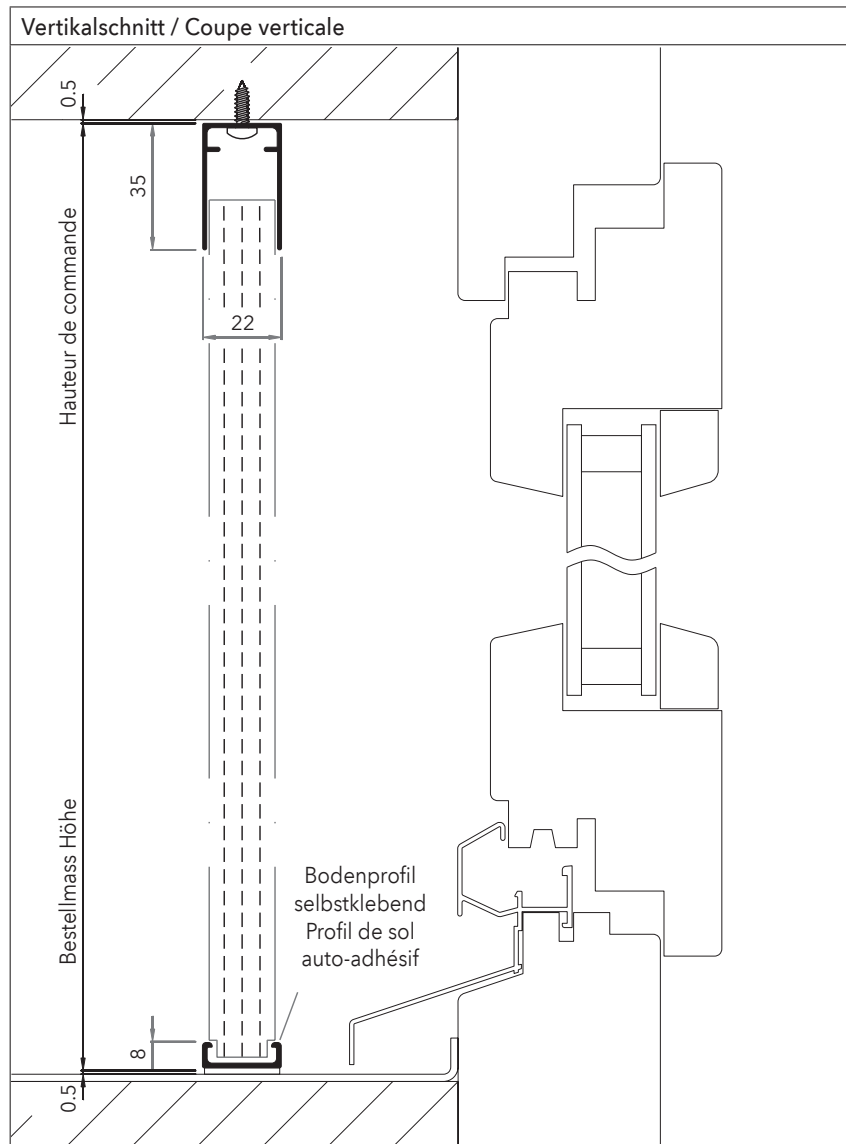 Vertikalschnitt / Coupe verticale
0.5
35
Hauteur de commande
22
Bestellmass Höhe
Bodenprofil
selbstklebend
Profil de sol
auto-adhésif
8
0.5